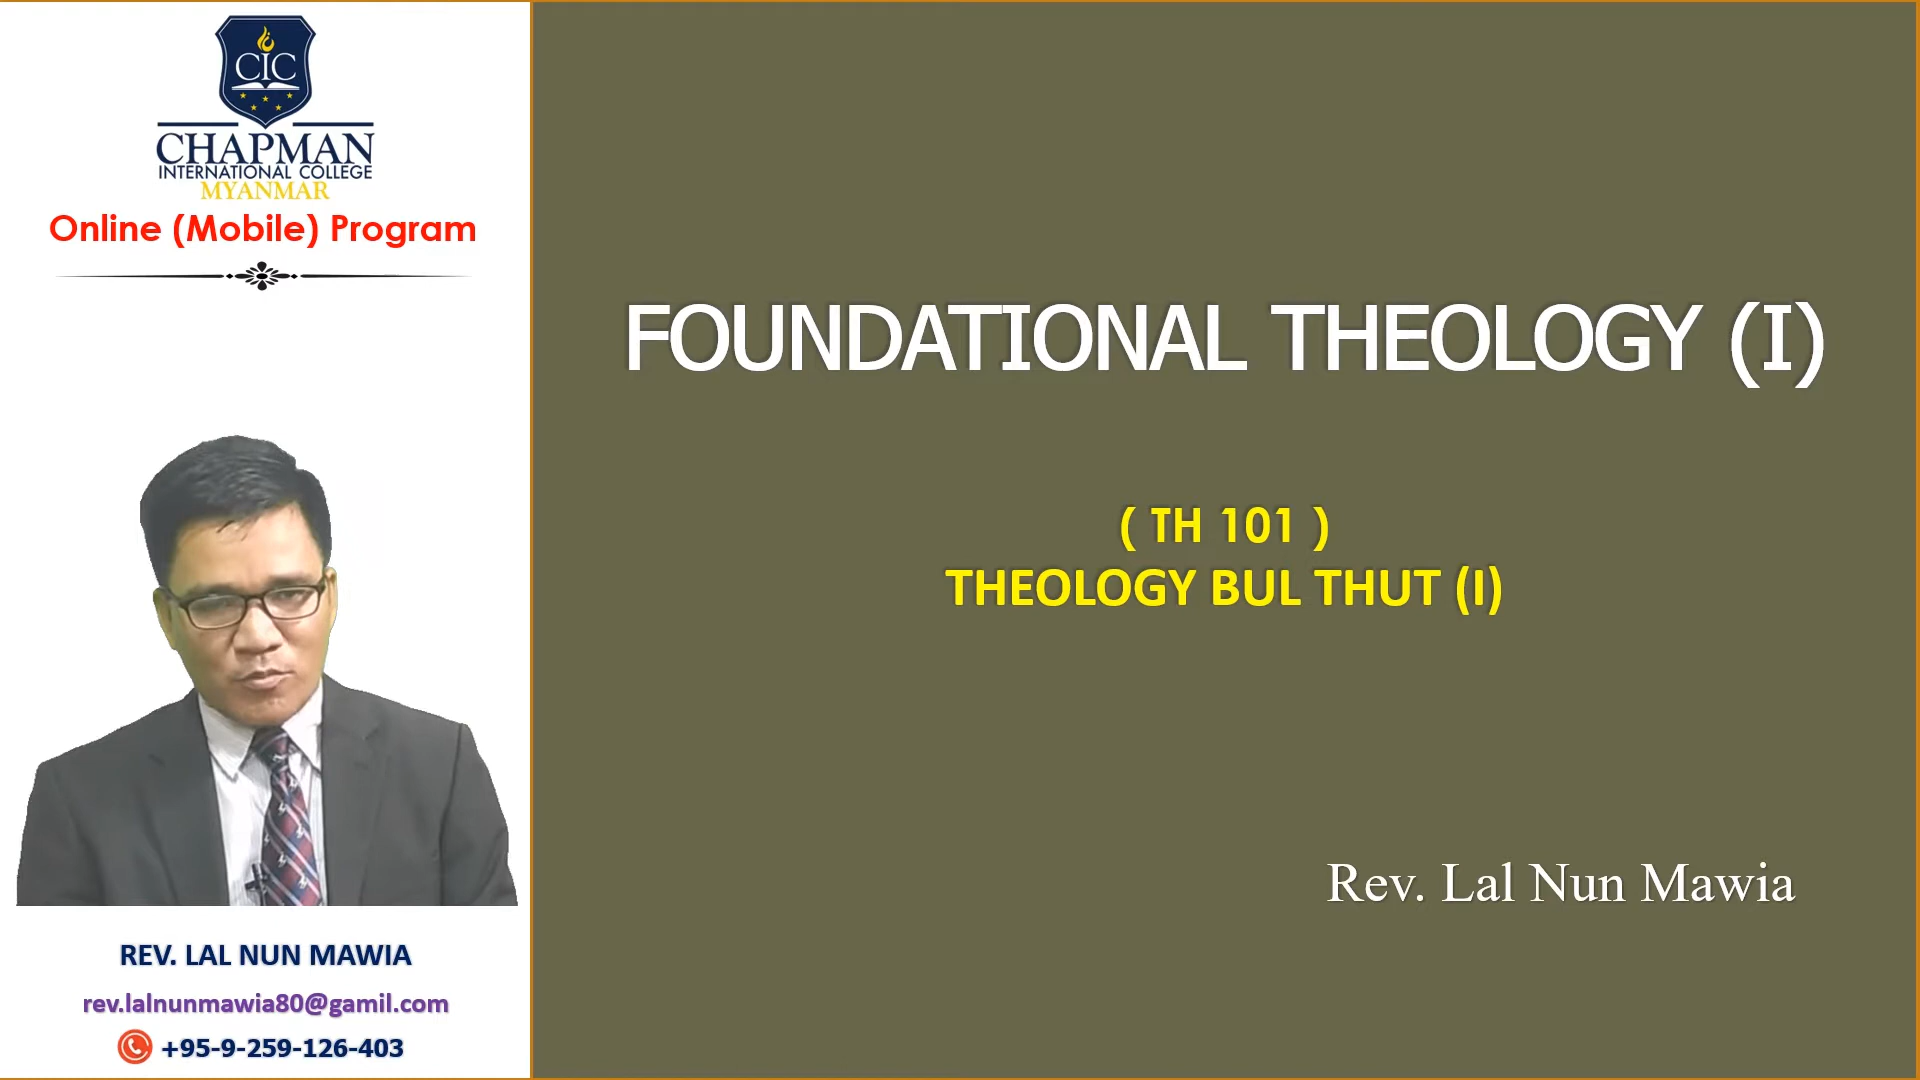 CIC
CHAPMAN
INTERNATIONAL COLLEGE
MYANMAR
Online (Mobile) Program
REV. LAL NUN MAWIA
rev.lalnunmawia80@gamil.com
+95-9-259-126-403
FOUNDATIONAL THEOLOGY (I)
( TH 101 )
THEOLOGY BUL THUT (I)
Rev. Lal Nun Mawia